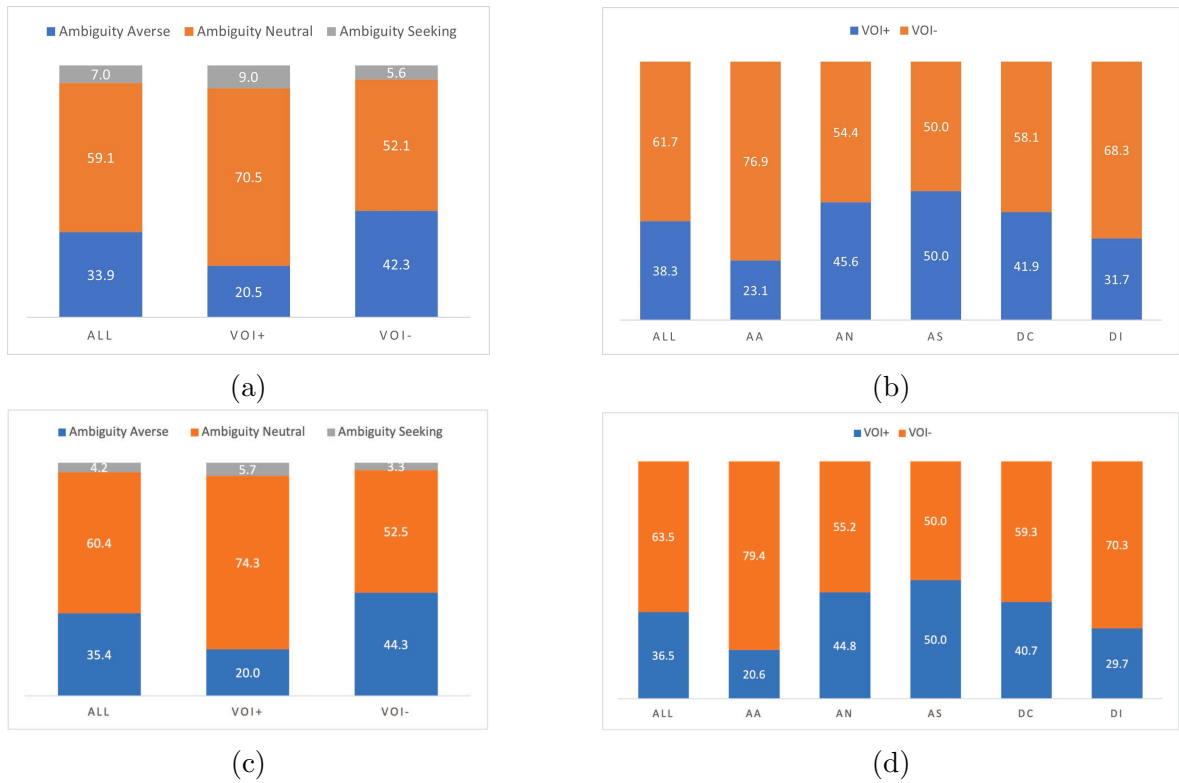 Ambiguity Averse Ambiguity Neutral Ambiguity Seeking
7.0 9.0 5.6
59.1 70.5 52.1
33.9 20.5 42.3
ALL VOI+ VOI-
(a)
VOI+ VOI-
61.7 76.9 54.4 50.0 58.1 68.3
38.3 23.1 45.6 50.0 41.9 31.7
ALL AA AN AS DC DI
(b)
Ambiguity Averse Ambiguity Neutral Ambiguity Seeking
4.2 5.7 3.3
60.4 74.3 52.5
35.4 20.0 44.3
ALL VOI+ VOI-
(c)
VOI+ VOI-
63.5 79.4 55.2 50.0 59.3 70.3
36.5 20.6 44.8 50.0 40.7 29.7
ALL AA AN AS DC DI
(d)